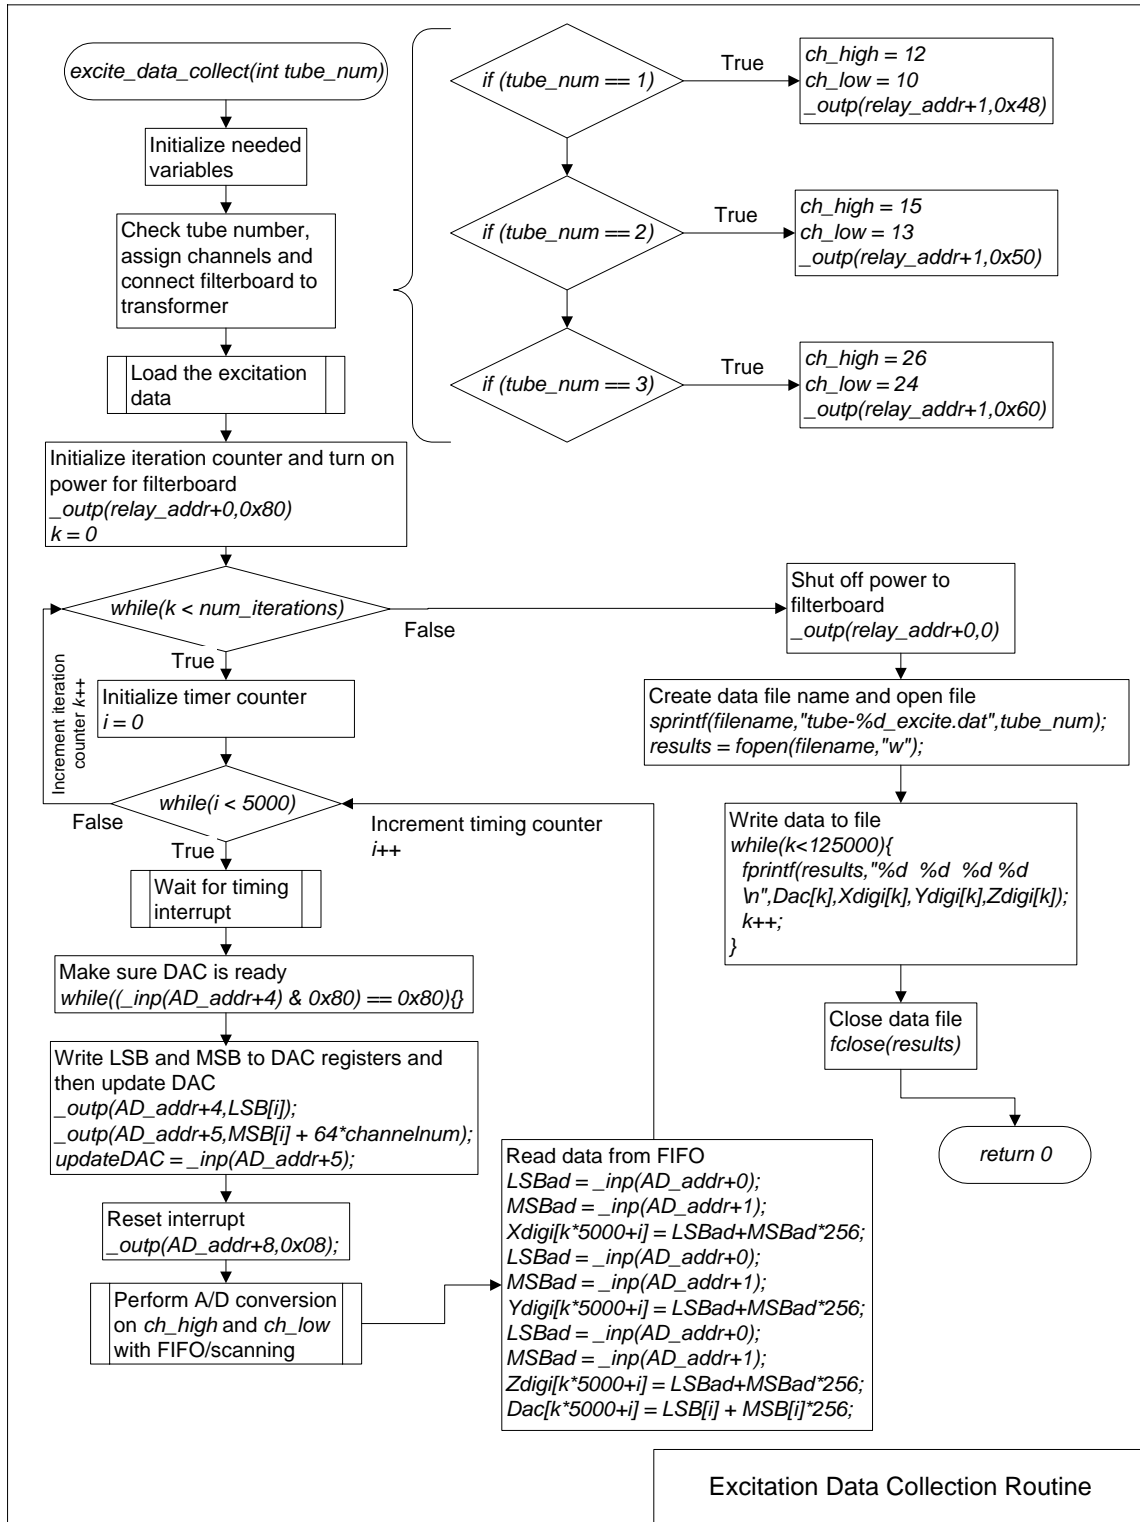 excite_data_collect(int tube_num)
Initialize needed
variables
Check tube number,
assign channels and
connect filterboard to
transformer
Load the excitation
data
Initialize iteration counter and turn on
power for filterboard
_outp(relay_addr+0,0x80)
k = 0
if (tube_num == 1)
True
ch_high = 12
ch_low = 10
_outp(relay_addr+1,0x48)
if (tube_num == 2)
True
ch_high = 15
ch_low = 13
_outp(relay_addr+1,0x50)
if (tube_num == 3)
True
ch_high = 26
ch_low = 24
_outp(relay_addr+1,0x60)
while(k < num_iterations)
False
True
Increment iteration
counter k++
Initialize timer counter
i = 0
while(i < 5000)
False
True
Increment timing counter
i++
Wait for timing
interrupt
Make sure DAC is ready
while((_inp(AD_addr+4) & 0x80) == 0x80){}
Write LSB and MSB to DAC registers and
then update DAC
_outp(AD_addr+4,LSB[i]);
_outp(AD_addr+5,MSB[i] + 64*channelnum);
updateDAC = _inp(AD_addr+5);
Reset interrupt
_outp(AD_addr+8,0x08);
Perform A/D conversion
on ch_high and ch_low
with FIFO/scanning
Read data from FIFO
LSBad = _inp(AD_addr+0);
MSBad = _inp(AD_addr+1);
Xdigi[k*5000+i] = LSBad+MSBad*256;
LSBad = _inp(AD_addr+0);
MSBad = _inp(AD_addr+1);
Ydigi[k*5000+i] = LSBad+MSBad*256;
LSBad = _inp(AD_addr+0);
MSBad = _inp(AD_addr+1);
Zdigi[k*5000+i] = LSBad+MSBad*256;
Dac[k*5000+i] = LSB[i] + MSB[i]*256;
Shut off power to
filterboard
_outp(relay_addr+0,0)
Create data file name and open file
sprintf(filename,"tube-%d_excite.dat",tube_num);
results = fopen(filename,"w");
Write data to file
while(k<125000){
fprintf(results,"%d  %d  %d %d
\n",Dac[k],Xdigi[k],Ydigi[k],Zdigi[k]);
k++;
}
Close data file
fclose(results)
return 0
Excitation Data Collection Routine